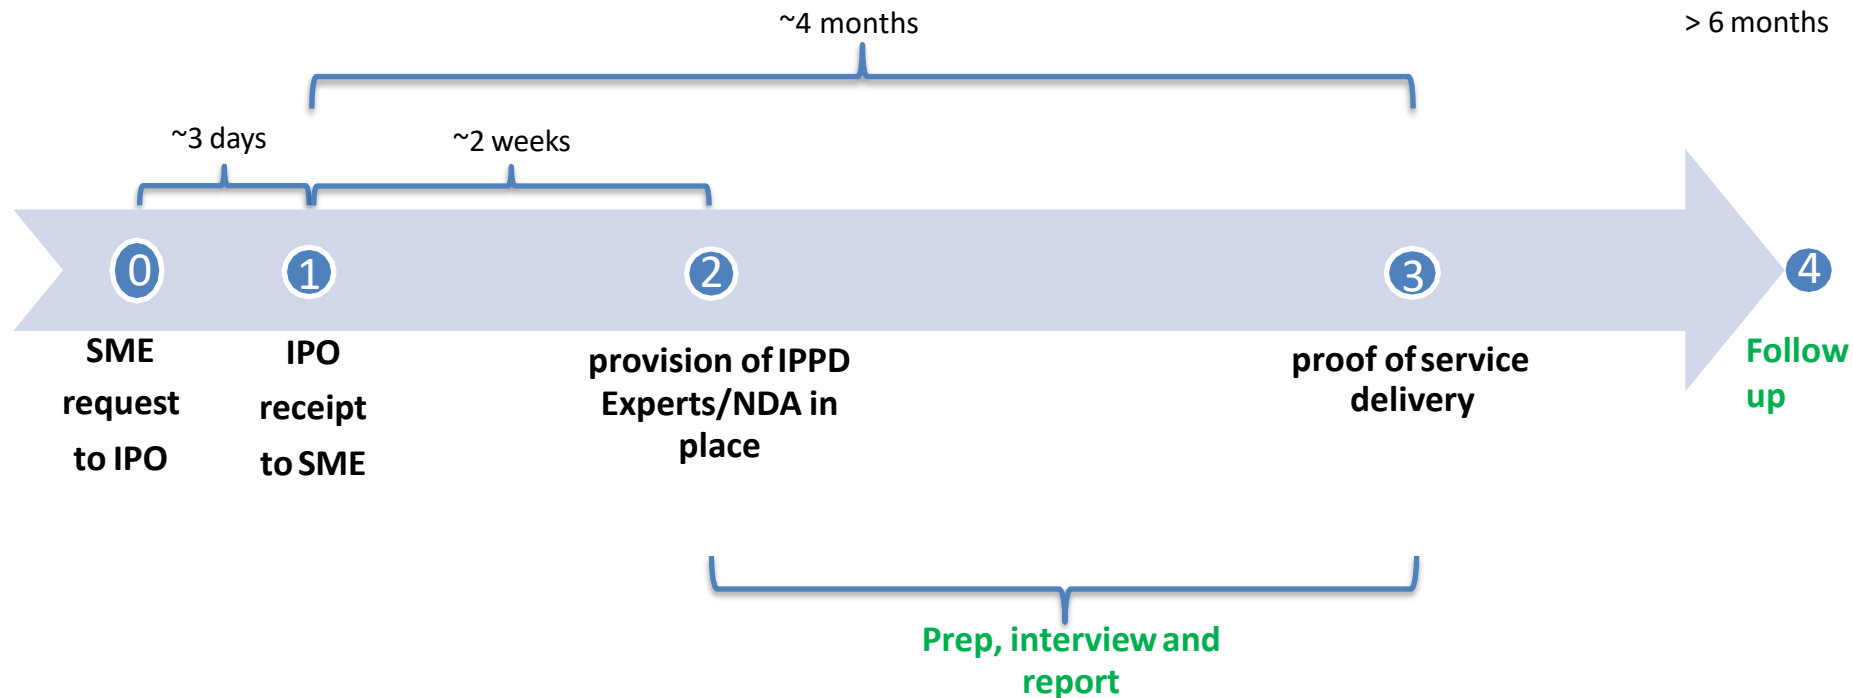 ~4 months
> 6 months
~3 days
~2 weeks
0
1
2
3
4
SME
request
to IPO
IPO
receipt
to SME
provision of IPPD
Experts/NDA in
place
proof of service
delivery
Follow
up
Prep, interview and
report